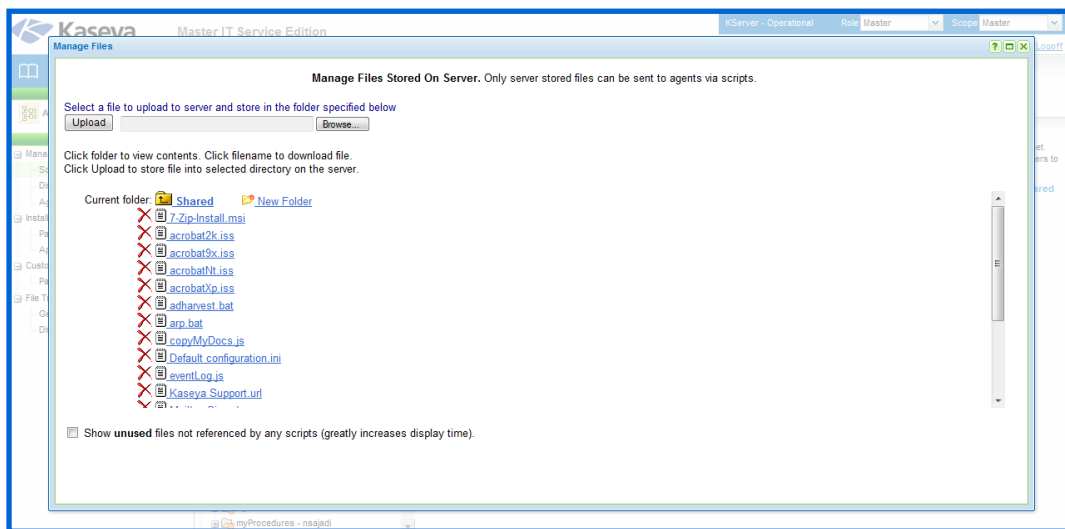 Kaseya Master IT Service Edition
KServer - Operational Role Master Scope Master
Manage Files
Logoff
Manage Files Stored On Server. Only server stored files can be sent to agents via scripts.
Select a file to upload to server and store in the folder specified below
Upload Browse...
Click folder to view contents. Click filename to download file.
Click Upload to store file into selected directory on the server.
Current folder: Shared New Folder
7-Zip-Install.msi
acrobat2k.iss
acrobat9x.iss
acrobatNt.iss
acrobatXp.iss
adharvest.bat
arp.bat
copyMyDocs.js
Default configuration.ini
eventLog.js
Kaseya Support.url
Show unused files not referenced by any scripts (greatly increases display time).
myProcedures - nsajadi